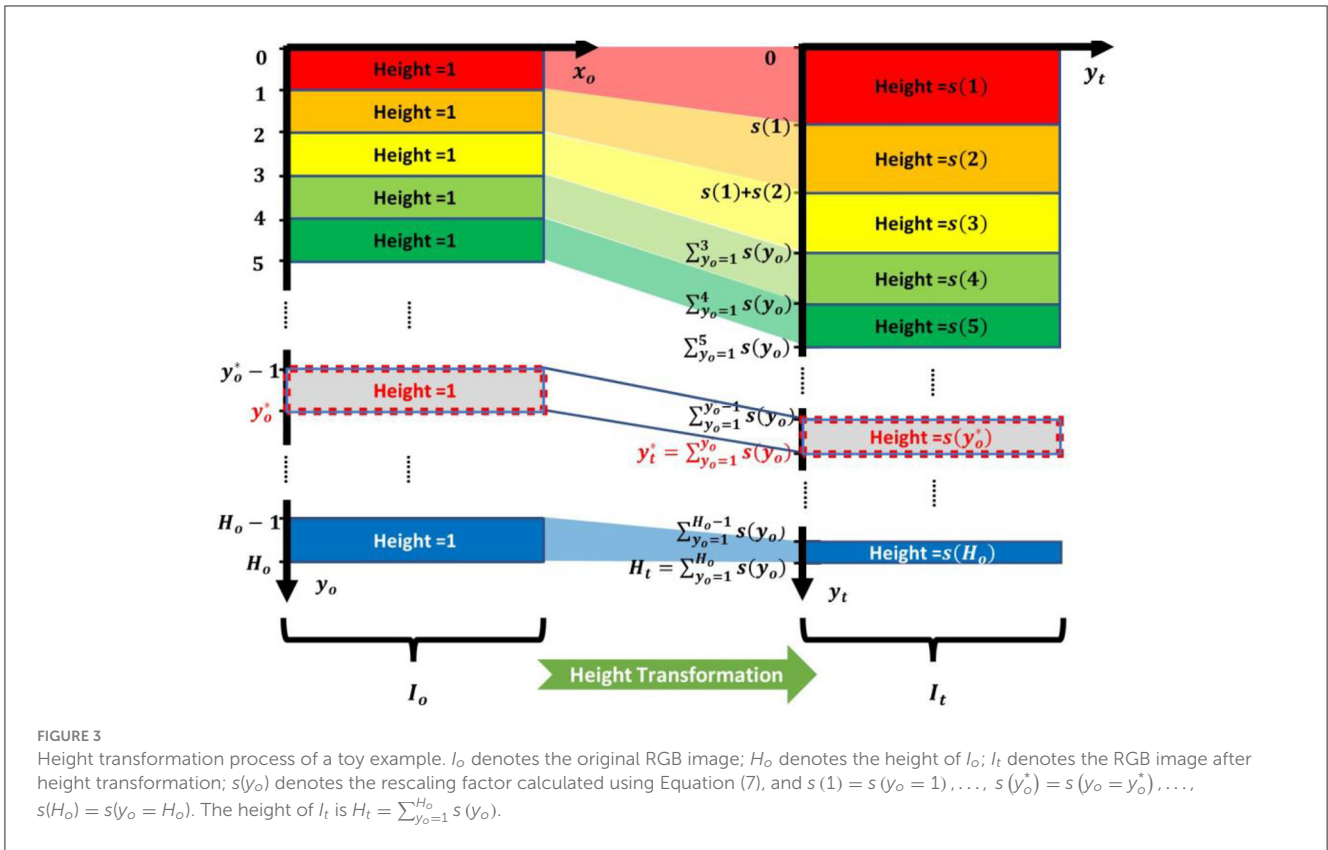 0
x_o
0
y_t
Height =1
Height =s(1)
1
s(1)
Height =1
Height =s(2)
2
s(1)+s(2)
Height =1
Height =s(3)
3
∑_{y_o=1}^{3} s(y_o)
Height =1
Height =s(4)
4
∑_{y_o=1}^{4} s(y_o)
Height =1
Height =s(5)
5
∑_{y_o=1}^{5} s(y_o)
y_o^* − 1
Height =1
∑_{y_o=1}^{y_o−1} s(y_o)
Height =s(y_o^*)
y_o^*
y_t^* = ∑_{y_o=1}^{y_o} s(y_o)
H_o − 1
Height =1
∑_{y_o=1}^{H_o−1} s(y_o)
Height =s(H_o)
H_o
H_t = ∑_{y_o=1}^{H_o} s(y_o)
y_o
y_t
Height Transformation
I_o
I_t
FIGURE 3
Height transformation process of a toy example. I_o denotes the original RGB image; H_o denotes the height of I_o; I_t denotes the RGB image after
height transformation; s(y_o) denotes the rescaling factor calculated using Equation (7), and s (1) = s (y_o = 1) , . . . , s (y_o^*) = s (y_o = y_o^*) , . . . ,
s(H_o) = s(y_o = H_o). The height of I_t is H_t = ∑_{y_o=1}^{H_o} s (y_o).